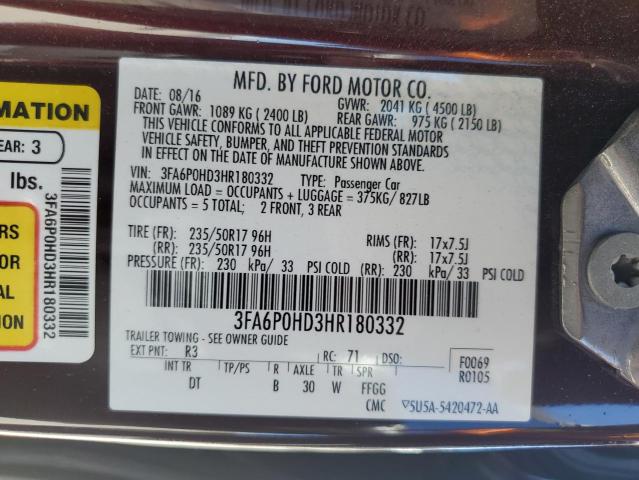 MFD. BY FORD MOTOR CO.
RMATION
EAR: 3
lbs.
3FA6P0HD3HR180332
RS
OR
AL
ION
MFD. BY FORD MOTOR CO.
DATE: 08/16 GVWR: 2041 KG (4500 LB)
FRONT GAWR: 1089 KG (2400 LB) REAR GAWR: 975 KG (2150 LB)
THIS VEHICLE CONFORMS TO ALL APPLICABLE FEDERAL MOTOR
VEHICLE SAFETY, BUMPER, AND THEFT PREVENTION STANDARDS
IN EFFECT ON THE DATE OF MANUFACTURE SHOWN ABOVE.
VIN: 3FA6P0HD3HR180332 TYPE: Passenger Car
MAXIMUM LOAD = OCCUPANTS + LUGGAGE = 375KG/ 827LB
OCCUPANTS = 5 TOTAL; 2 FRONT, 3 REAR
TIRE (FR): 235/50R17 96H RIMS (FR): 17x7.5J
(RR): 235/50R17 96H (RR): 17x7.5J
PRESSURE (FR): 230 kPa/ 33 PSI COLD (RR): 230 kPa/ 33 PSI COLD
3FA6P0HD3HR180332
TRAILER TOWING - SEE OWNER GUIDE
EXT PNT: R3 RC: 71 DSO: F0069
R0105
INT TR TP/PS R AXLE TR SPR
DT B 30 W FFGG
CMC ▽5U5A-5420472-AA